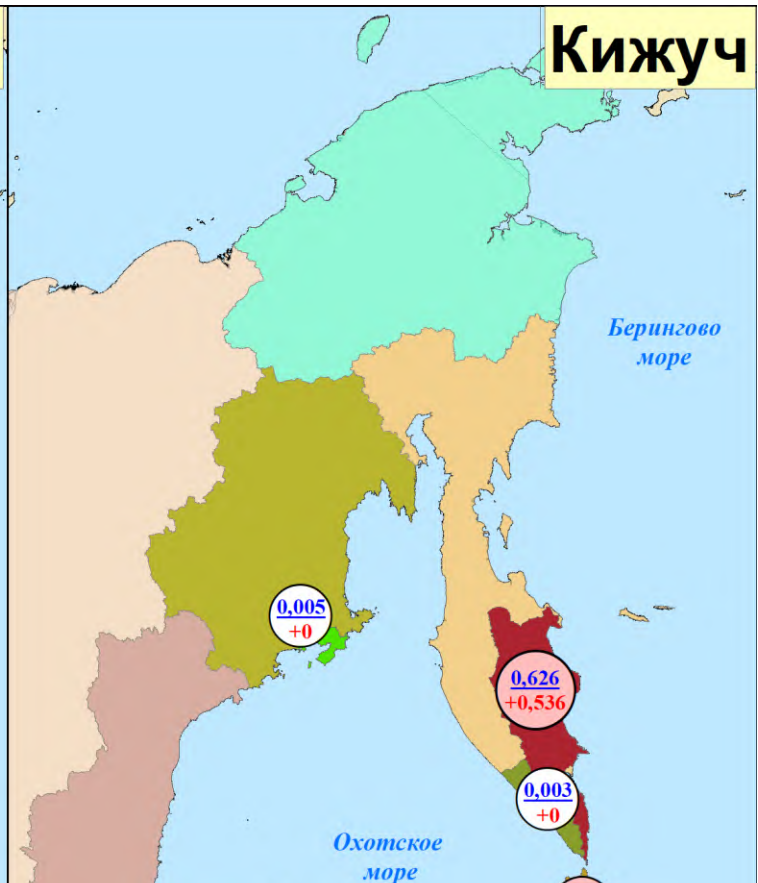 Кижуч
Берингово
море
0,005
+0
0,626
+0,536
0,003
+0
Охотское
море